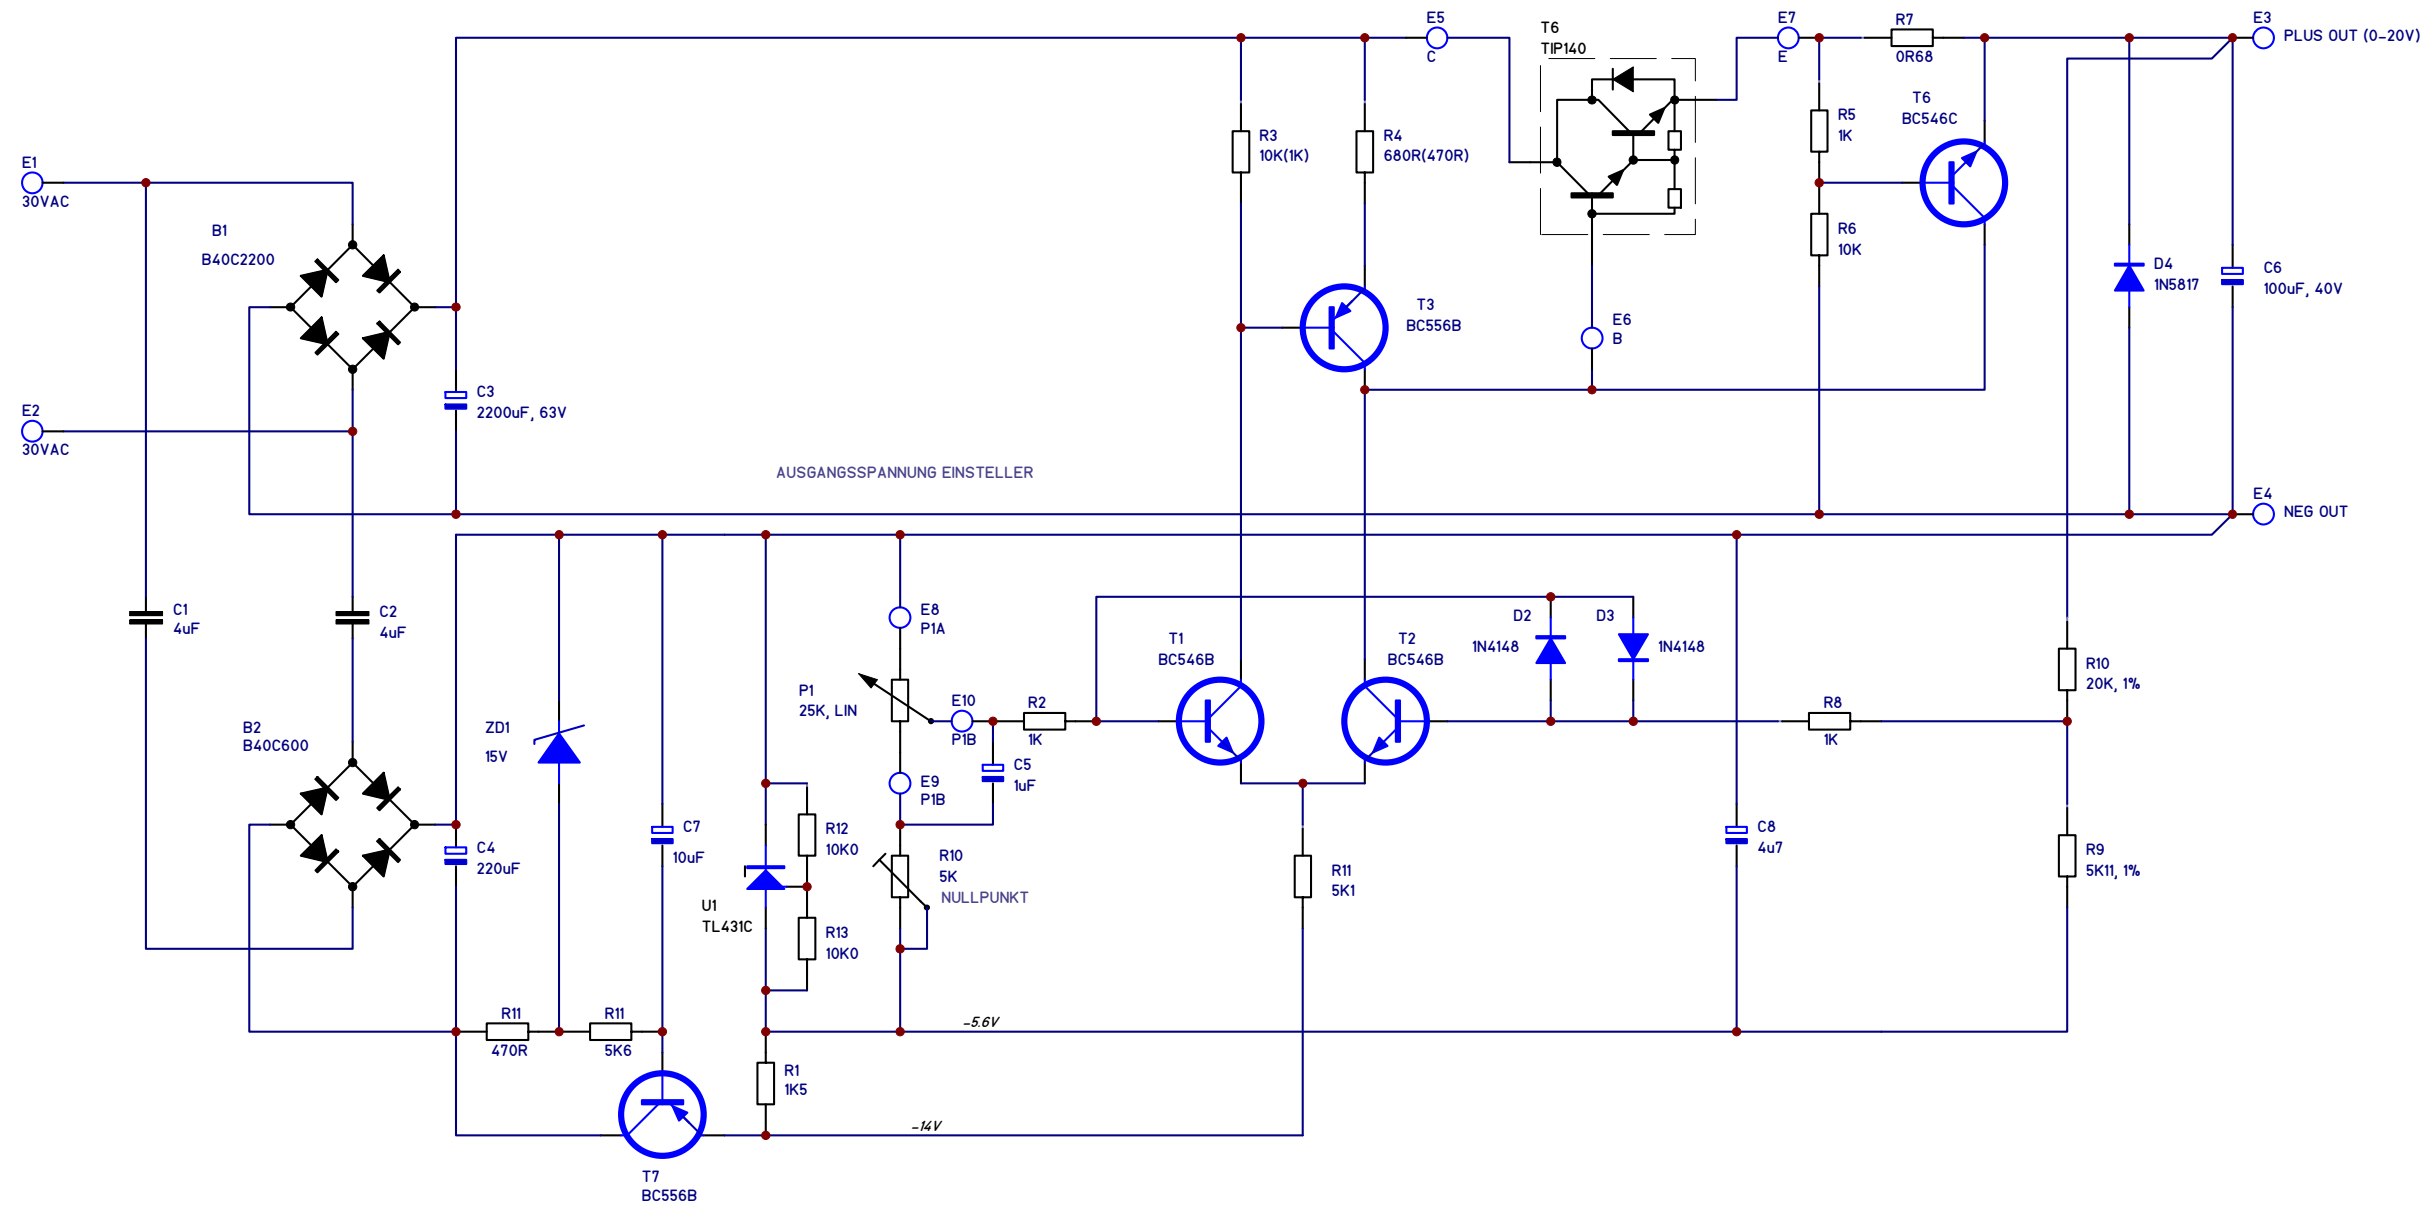 E5
C
T6
TIP140
E7
E
R7
0R68
E3
PLUS OUT (0-20V)
R3
10K(1K)
R4
680R(470R)
R5
1K
T6
BC546C
E1
30VAC
B1
B40C2200
R6
10K
D4
1N5817
C6
100uF, 40V
T3
BC556B
E6
B
C3
2200uF, 63V
E2
30VAC
AUSGANGSSPANNUNG EINSTELLER
E4
NEG OUT
C1
4uF
C2
4uF
E8
P1A
T1
BC546B
T2
BC546B
D2
1N4148
D3
1N4148
R10
20K, 1%
P1
25K, LIN
E10
P1B
R2
1K
R8
1K
B2
B40C600
ZD1
15V
E9
P1B
C5
1uF
C4
220uF
C7
10uF
R12
10K0
R10
5K
NULLPUNKT
C8
4u7
R9
5K11, 1%
R11
5K1
U1
TL431C
R13
10K0
R11
470R
R11
5K6
-5.6V
R1
1K5
-14V
T7
BC556B